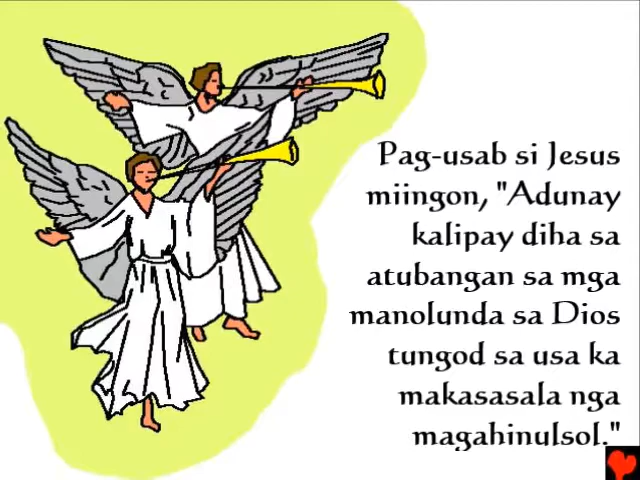 Pag-usab si Jesus
miingon, "Adunay
kalipay diha sa
atubangan sa mga
manolunda sa Dios
tungod sa usa ka
makasasala nga
magahinulsol."